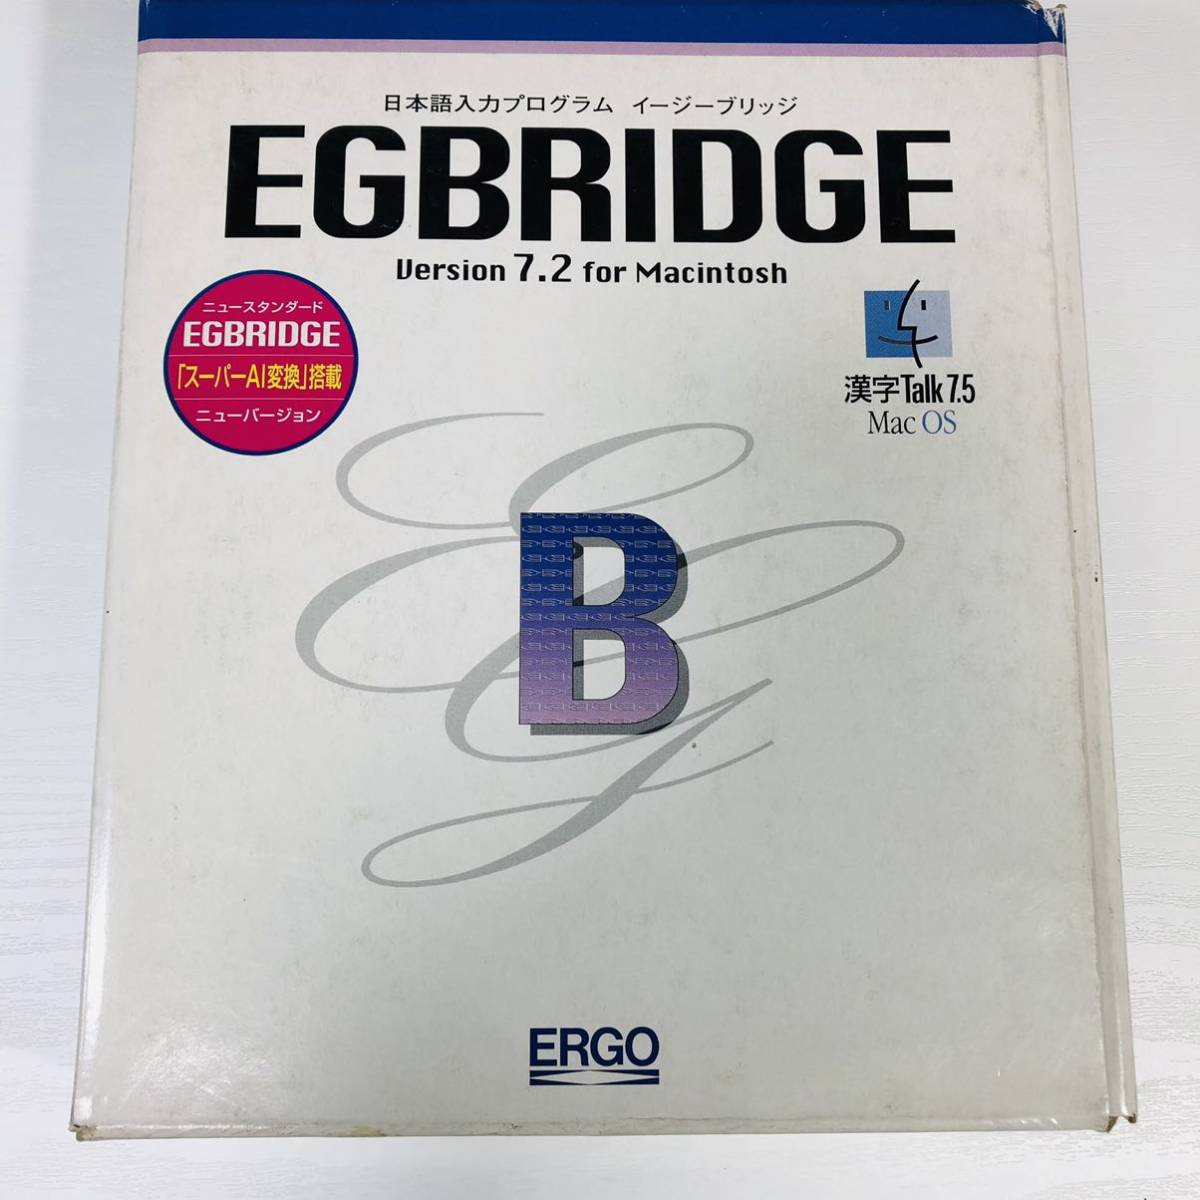 日本語入力プログラム イージーブリッジ
EGBRIDGE
Version 7.2 for Macintosh
ニュースタンダード
EGBRIDGE
「スーパーAI変換」搭載
ニューバージョン
漢字Talk 7.5
Mac OS
EG
B
ERGO